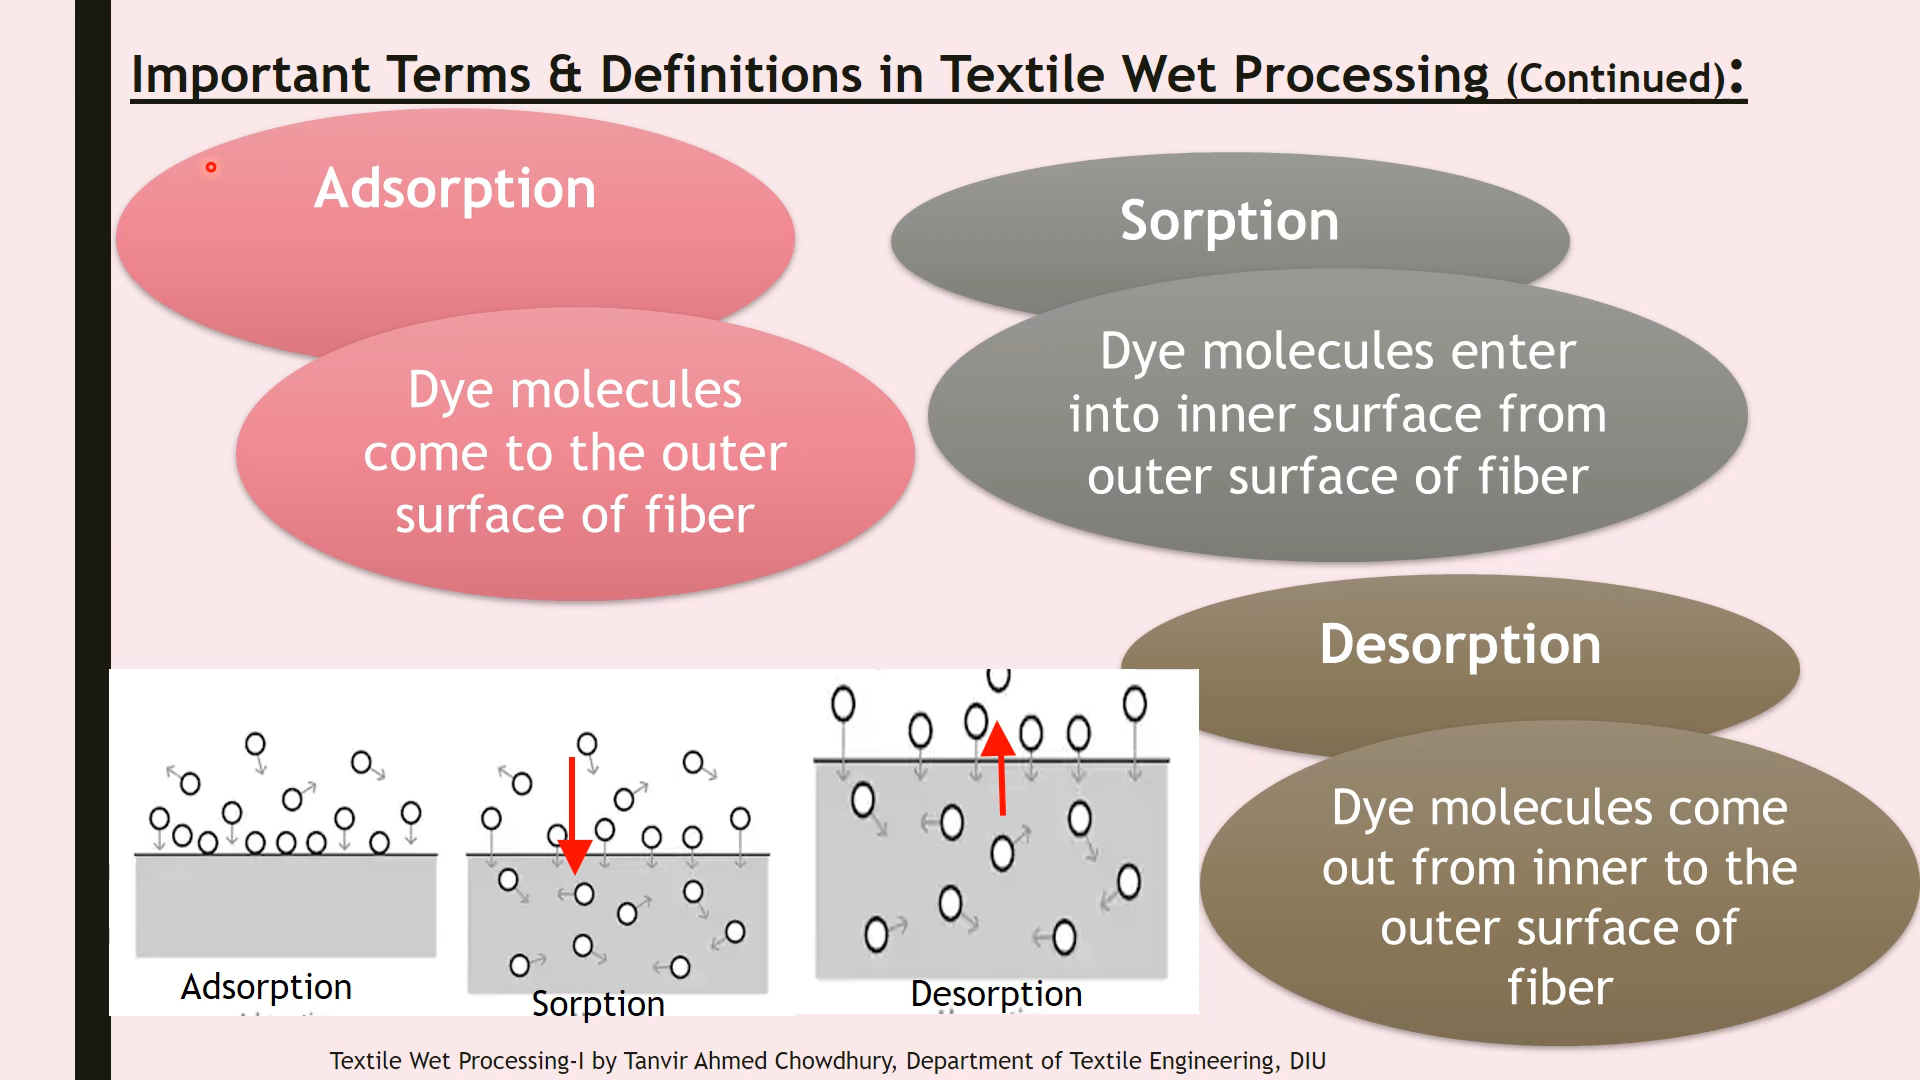 Important Terms & Definitions in Textile Wet Processing (Continued):
Adsorption
Dye molecules
come to the outer
surface of fiber
Sorption
Dye molecules enter
into inner surface from
outer surface of fiber
Desorption
Dye molecules come
out from inner to the
outer surface of
fiber
Adsorption
Sorption
Desorption
Textile Wet Processing-I by Tanvir Ahmed Chowdhury, Department of Textile Engineering, DIU